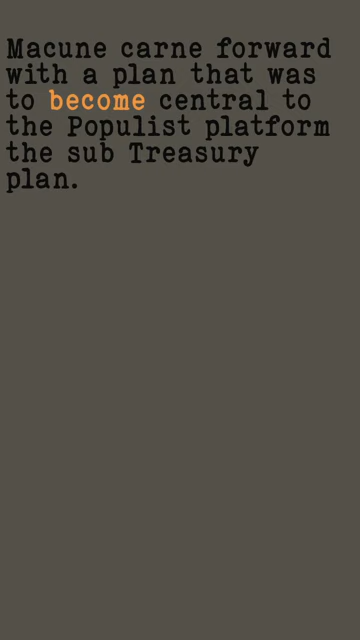 Macune carne forward
with a plan that was
to become central to
the Populist platform
the sub Treasury
plan.